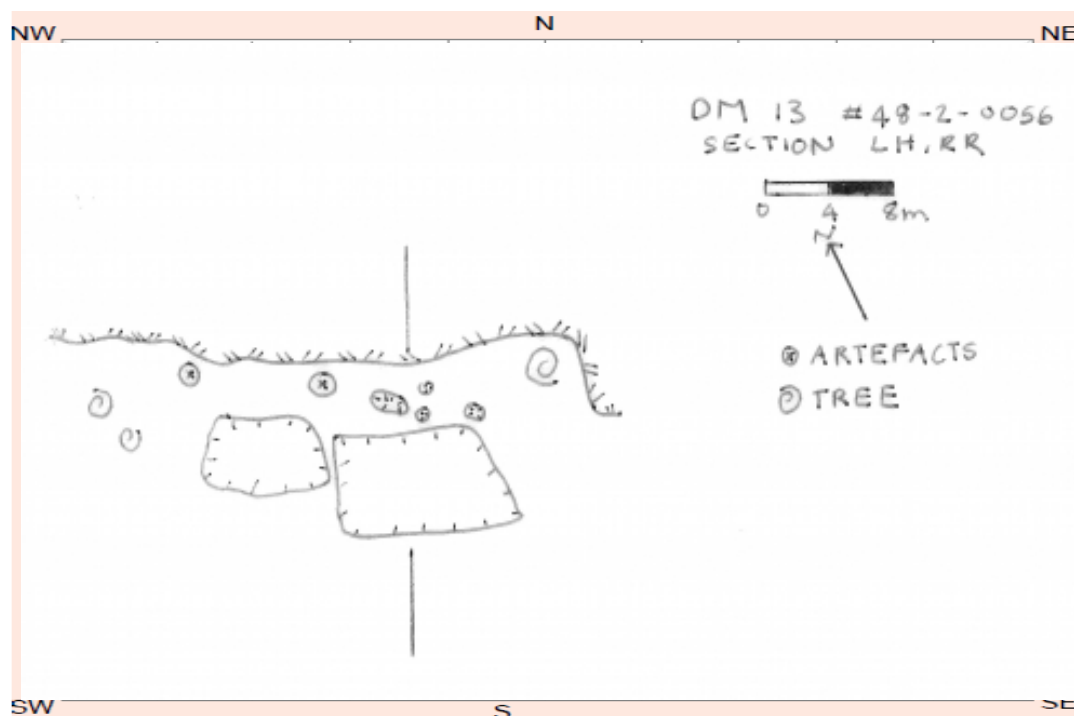 NW N NE
DM 13 #48-2-0056
SECTION LH, RR
0 4 8m
N
ARTEFACTS
TREE
SW S SE